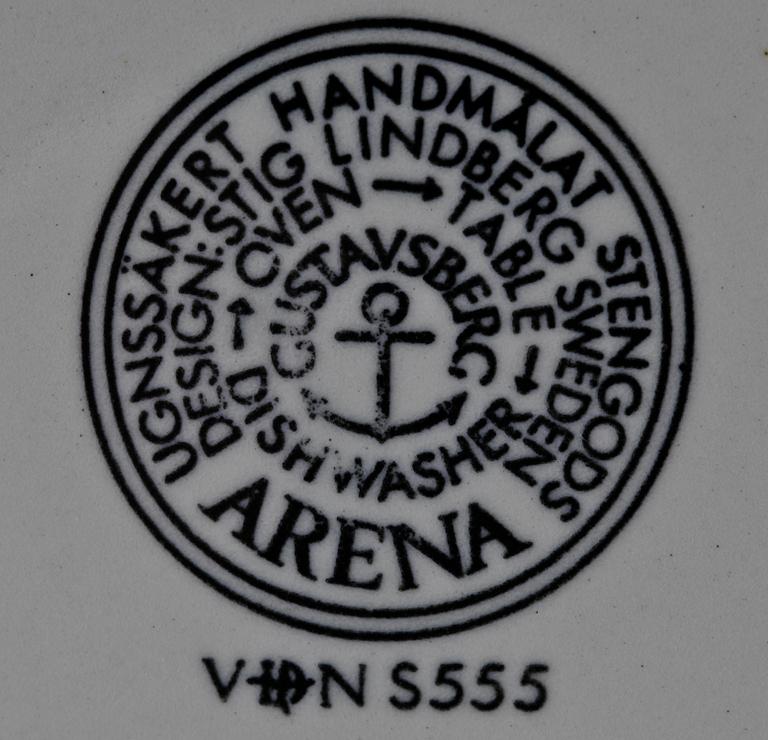 UGNSSÄKERT HANDMÅLAT STENGODS
DESIGN: STIG LINDBERG SWEDEN
OVEN → TABLE → DISHWASHER →
GUSTAVSBERG
ARENA
S555